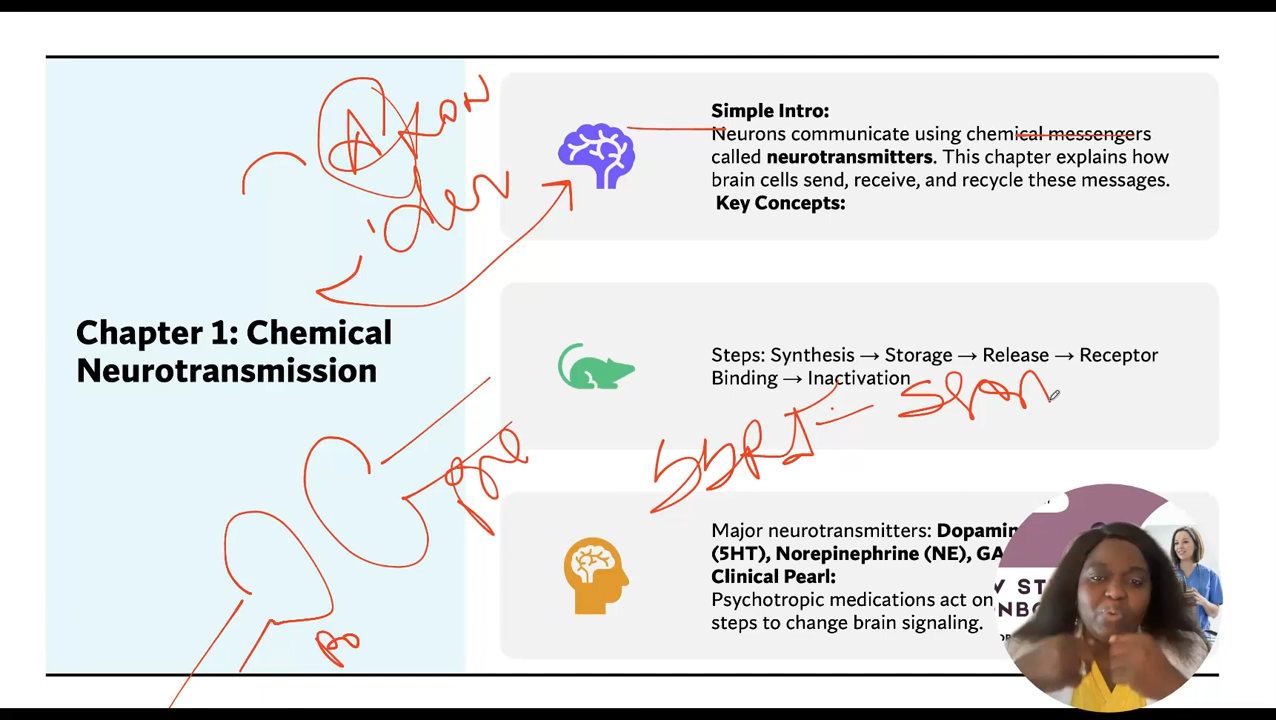 Simple Intro:
Neurons communicate using chemical messengers
called neurotransmitters. This chapter explains how
brain cells send, receive, and recycle these messages.
Key Concepts:
Chapter 1: Chemical
Neurotransmission
Steps: Synthesis → Storage → Release → Receptor
Binding → Inactivation
Axon
pre
SSRI
Major neurotransmitters: Dopamin
(5HT), Norepinephrine (NE), GA
Clinical Pearl:
Psychotropic medications act on
steps to change brain signaling.